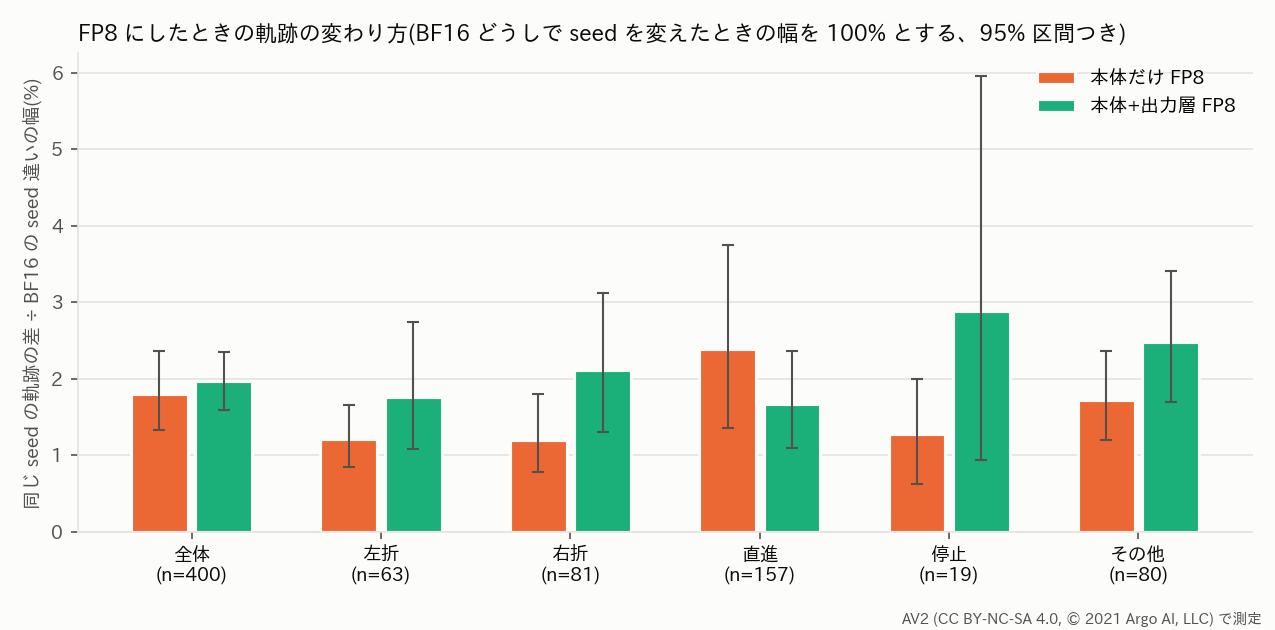 FP8 にしたときの軌跡の変わり方(BF16 どうしで seed を変えたときの幅を 100% とする、95% 区間つき)
同じ seed の軌跡の差 ÷ BF16 の seed 違いの幅(%)
本体だけ FP8
本体+出力層 FP8
6
5
4
3
2
1
0
全体
(n=400)
左折
(n=63)
右折
(n=81)
直進
(n=157)
停止
(n=19)
その他
(n=80)
AV2 (CC BY-NC-SA 4.0, © 2021 Argo AI, LLC) で測定